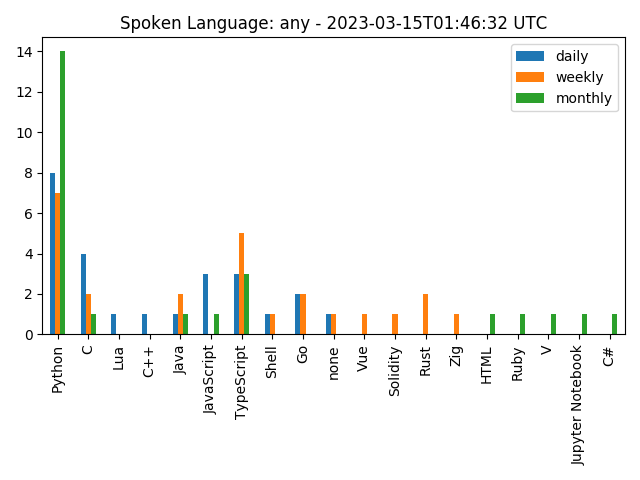 Spoken Language: any - 2023-03-15T01:46:32 UTC
daily
weekly
monthly
14
12
10
8
6
4
2
0
Python
C
Lua
C++
Java
JavaScript
TypeScript
Shell
Go
none
Vue
Solidity
Rust
Zig
HTML
Ruby
V
Jupyter Notebook
C#